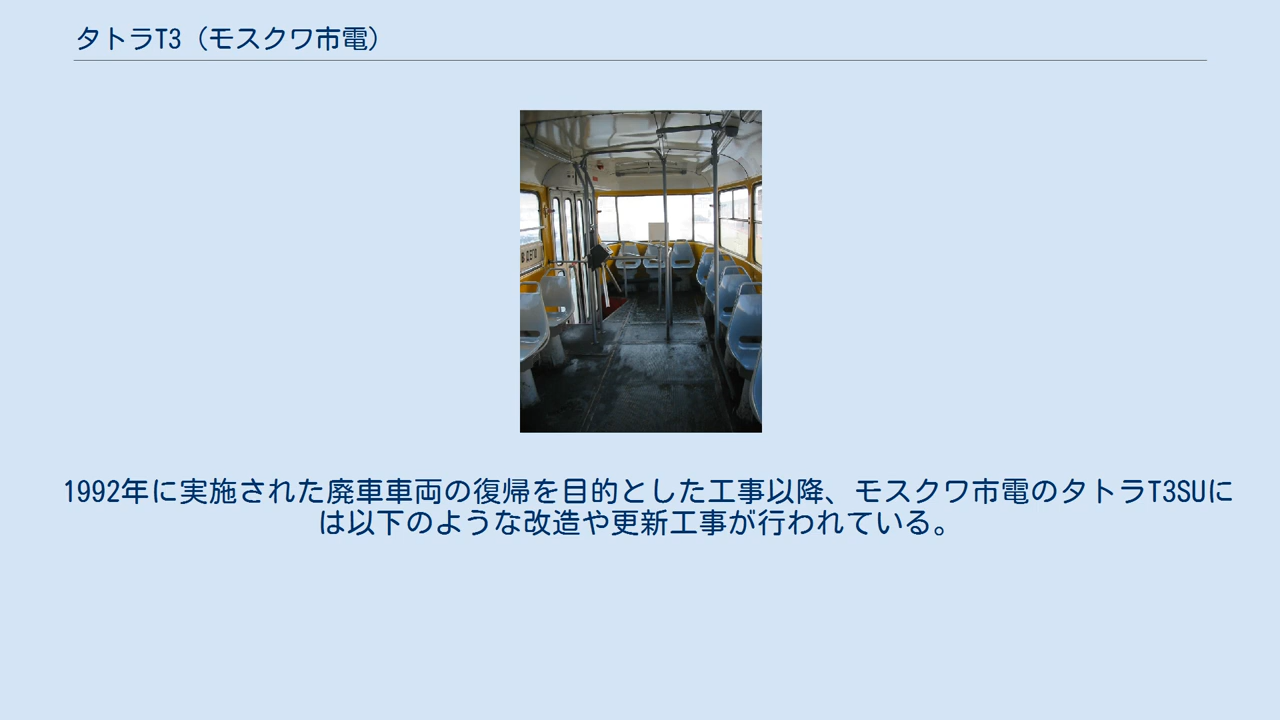 タトラT3（モスクワ市電）
1992年に実施された廃車車両の復帰を目的とした工事以降、モスクワ市電のタトラT3SUに
は以下のような改造や更新工事が行われている。